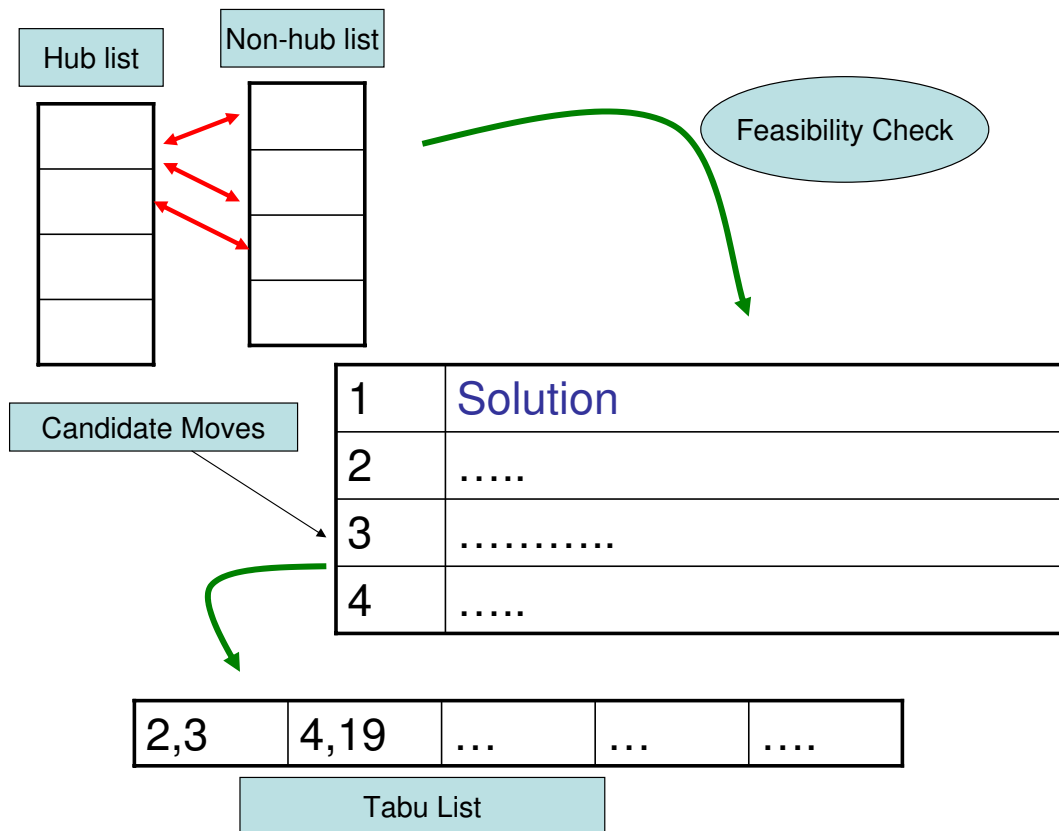 Hub list
Non-hub list
Feasibility Check
1 Solution
2 …..
3 ………..
4 …..
Candidate Moves
2,3 4,19 … … ….
Tabu List